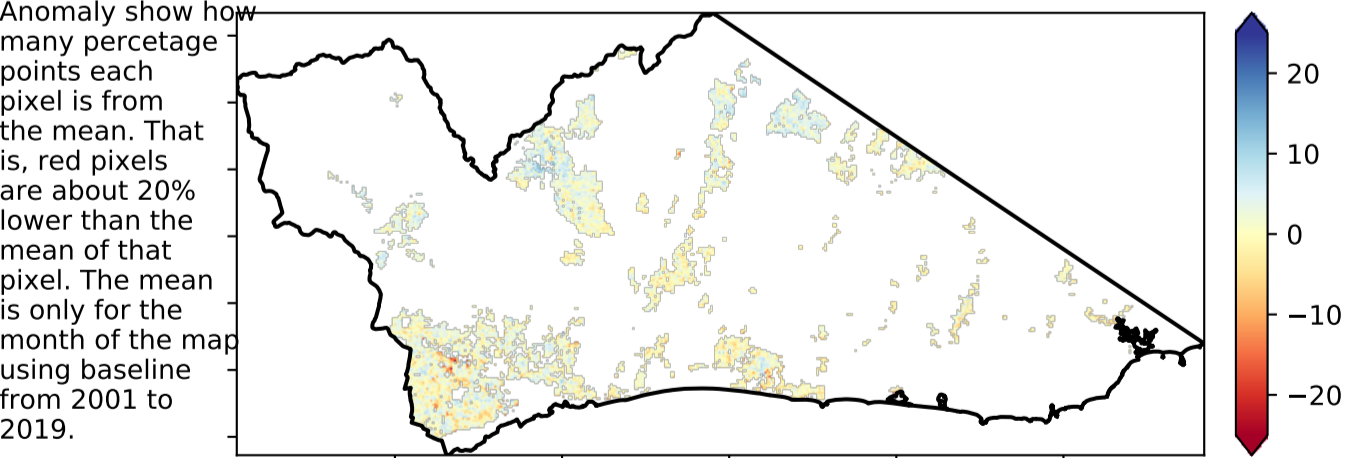 Anomaly show how
many percetage
points each
pixel is from
the mean. That
is, red pixels
are about 20%
lower than the
mean of that
pixel. The mean
is only for the
month of the map
using baseline
from 2001 to
2019.
20
10
0
−10
−20